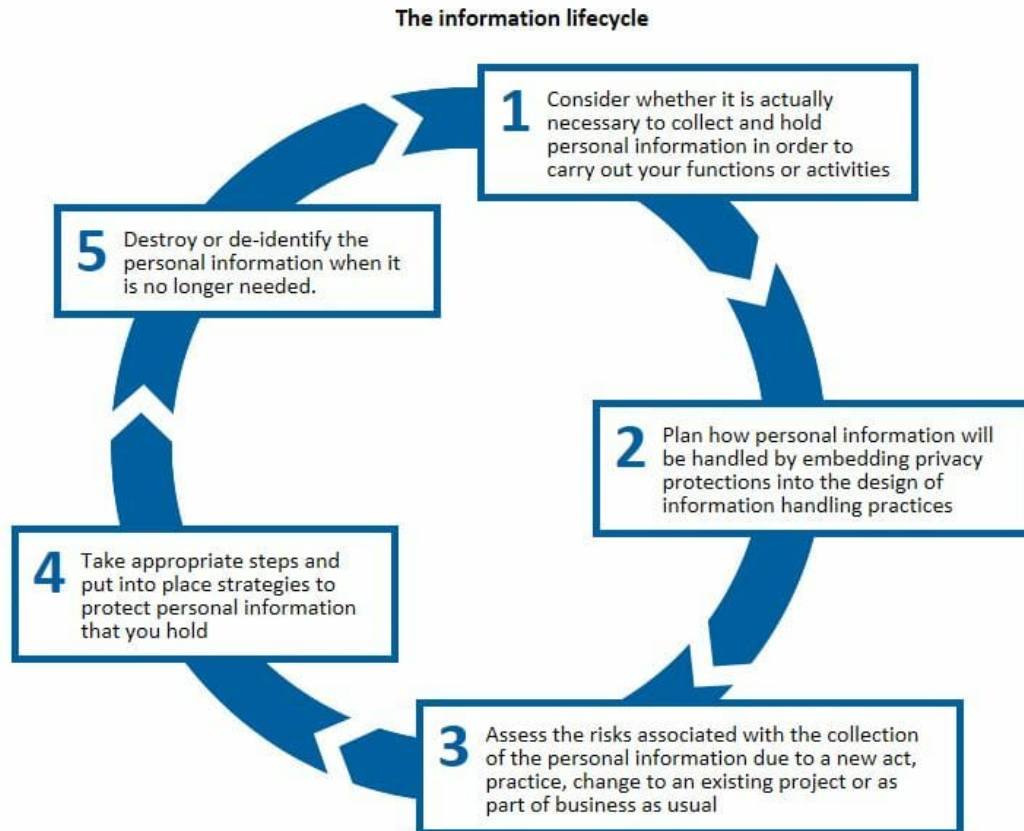 The information lifecycle
1
Consider whether it is actually
necessary to collect and hold
personal information in order to
carry out your functions or activities
2
Plan how personal information will
be handled by embedding privacy
protections into the design of
information handling practices
3
Assess the risks associated with the collection
of the personal information due to a new act,
practice, change to an existing project or as
part of business as usual
4
Take appropriate steps and
put into place strategies to
protect personal information
that you hold
5
Destroy or de-identify the
personal information when it
is no longer needed.